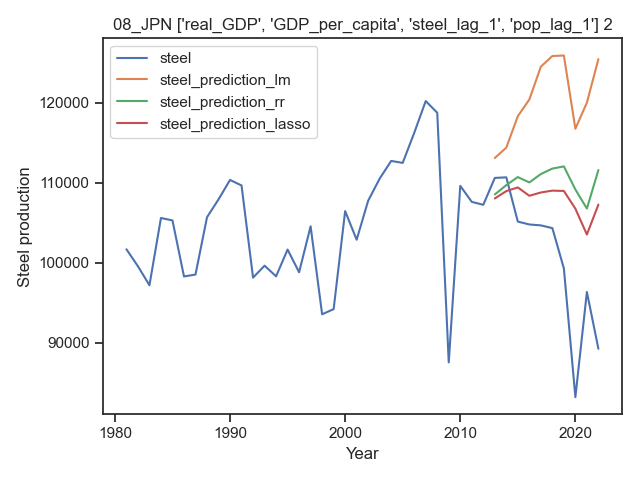 08_JPN ['real_GDP', 'GDP_per_capita', 'steel_lag_1', 'pop_lag_1'] 2
steel
steel_prediction_lm
steel_prediction_rr
steel_prediction_lasso
Steel production
120000
110000
100000
90000
1980
1990
2000
2010
2020
Year